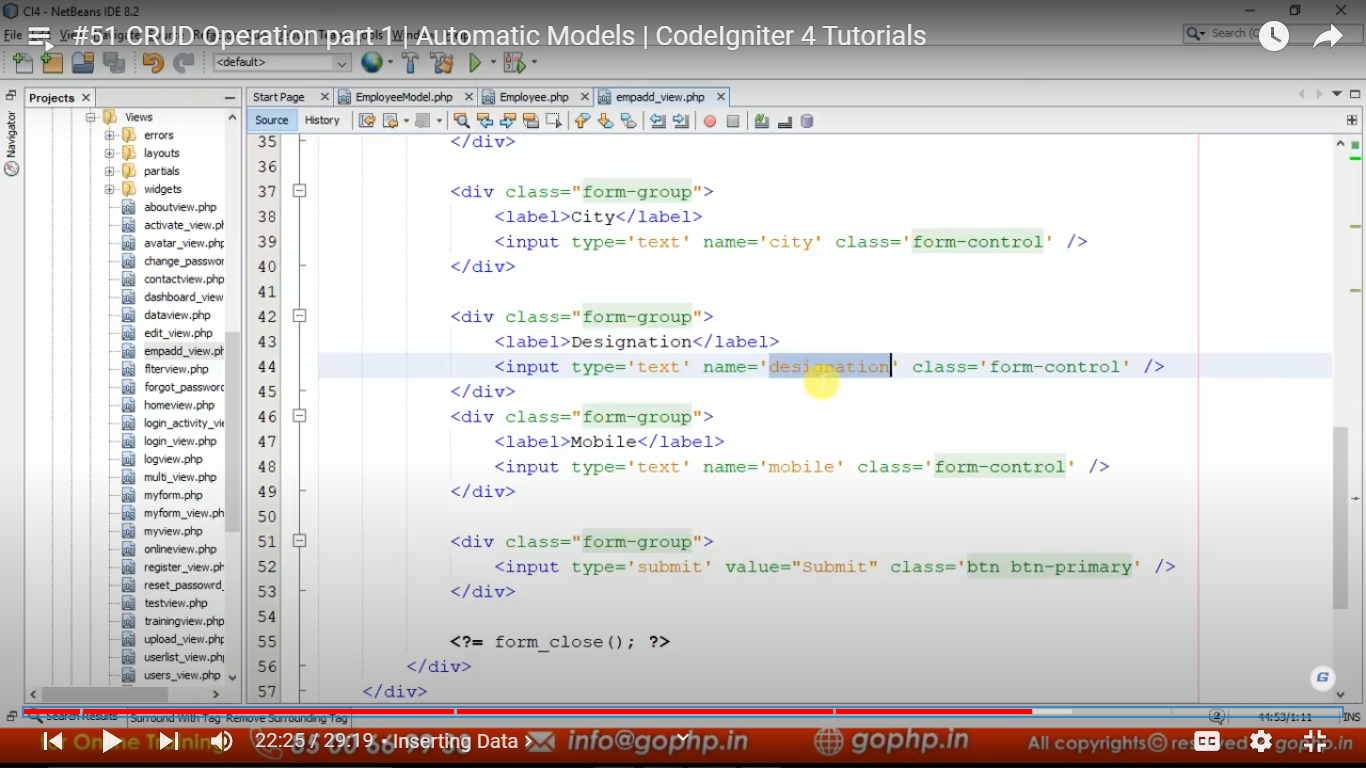 CI4 - NetBeans IDE 8.2
#51 CRUD Operation part 1 | Automatic Models | CodeIgniter 4 Tutorials
File
Search (C
<default>
Projects
Navigator
Views
errors
layouts
partials
widgets
aboutview.php
activate_view.ph
avatar_view.php
change_passwor
contactview.php
dashboard_view
dataview.php
edit_view.php
empadd_view.ph
flterview.php
forgot_password
homeview.php
login_activity_vie
login_view.php
logview.php
multi_view.php
myform.php
myform_view.ph
myview.php
onlineview.php
register_view.ph
reset_passowrd_
testview.php
trainingview.php
upload_view.php
userlist_view.ph
users_view.php
Start Page
EmployeeModel.php
Employee.php
empadd_view.php
Source
History
35 </div>
36
37 <div class="form-group">
38 <label>City</label>
39 <input type='text' name='city' class='form-control' />
40 </div>
41
42 <div class="form-group">
43 <label>Designation</label>
44 <input type='text' name='designation' class='form-control' />
45 </div>
46 <div class="form-group">
47 <label>Mobile</label>
48 <input type='text' name='mobile' class='form-control' />
49 </div>
50
51 <div class="form-group">
52 <input type='submit' value="Submit" class='btn btn-primary' />
53 </div>
54
55 <?= form_close(); ?>
56 </div>
57 </div>
G
Search Results
Surround With Tag Remove Surrounding Tag
2
44:53/1:11
INS
for Online Training
22:25 / 29:19 • Inserting Data
info@gophp.in
gophp.in
All copyrights© reserved
CC